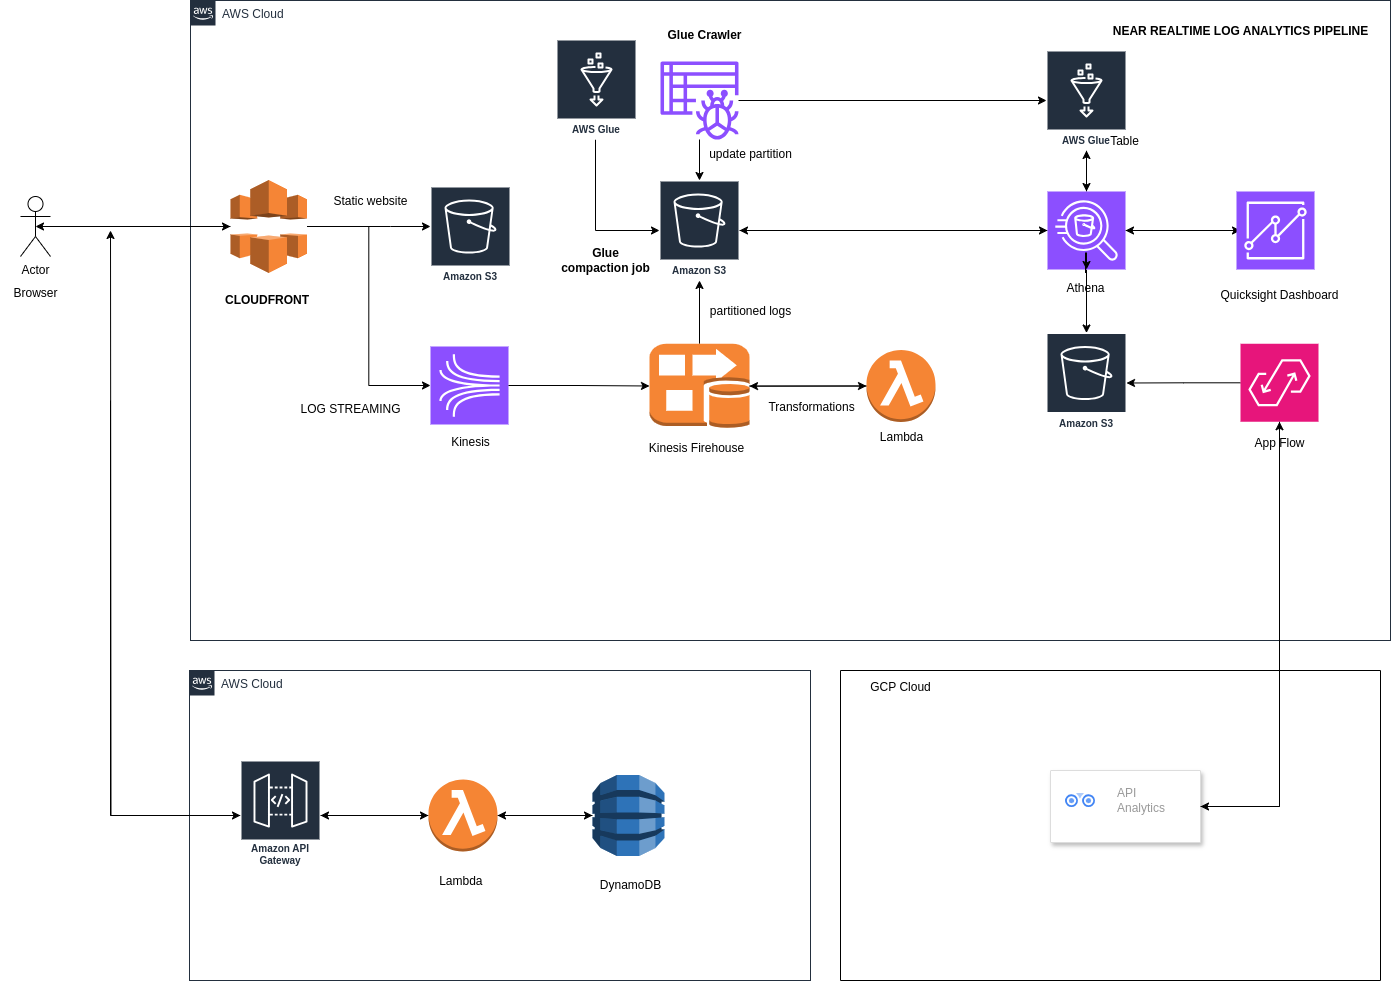 aws
AWS Cloud
NEAR REALTIME LOG ANALYTICS PIPELINE
Glue Crawler
AWS Glue
AWS Glue
Table
update partition
Static website
Amazon S3
Amazon S3
Glue
compaction job
Actor
Browser
CLOUDFRONT
Athena
Quicksight Dashboard
partitioned logs
LOG STREAMING
Kinesis
Kinesis Firehouse
Transformations
Lambda
Amazon S3
App Flow
aws
AWS Cloud
Amazon API
Gateway
Lambda
DynamoDB
GCP Cloud
API
Analytics